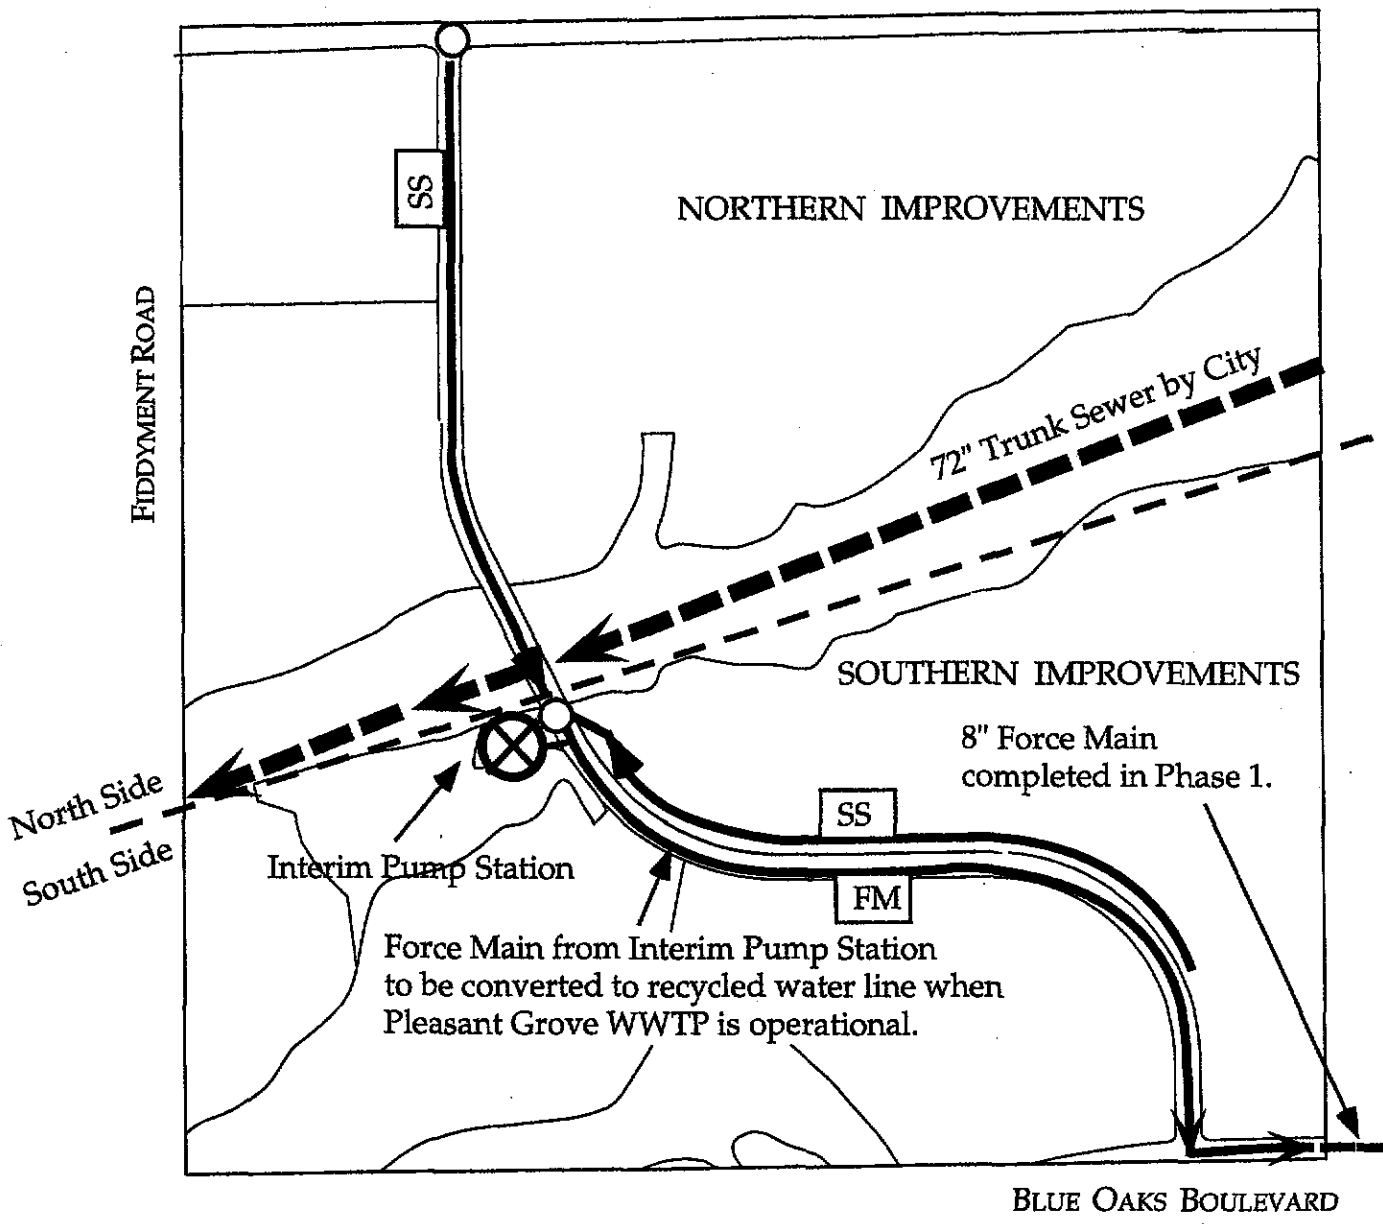 SS
NORTHERN IMPROVEMENTS
FIDDYMENT ROAD
72" Trunk Sewer by City
SOUTHERN IMPROVEMENTS
8" Force Main
completed in Phase 1.
North Side
South Side
SS
Interim Pump Station
FM
Force Main from Interim Pump Station
to be converted to recycled water line when
Pleasant Grove WWTP is operational.
BLUE OAKS BOULEVARD